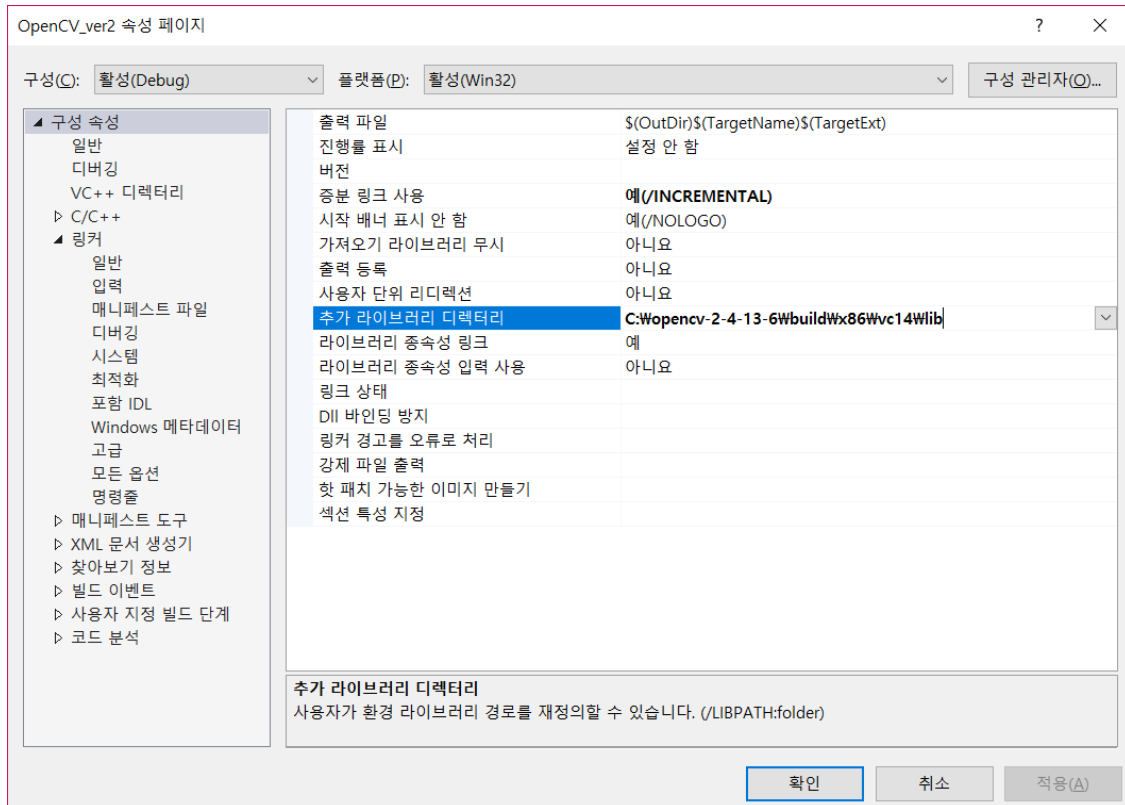 OpenCV_ver2 속성 페이지
구성(C): 활성(Debug) 플랫폼(P): 활성(Win32) 구성 관리자(O)...
구성 속성
일반
디버깅
VC++ 디렉터리
C/C++
링커
일반
입력
매니페스트 파일
디버깅
시스템
최적화
포함 IDL
Windows 메타데이터
고급
모든 옵션
명령줄
매니페스트 도구
XML 문서 생성기
찾아보기 정보
빌드 이벤트
사용자 지정 빌드 단계
코드 분석
출력 파일 $(OutDir)$(TargetName)$(TargetExt)
진행률 표시 설정 안 함
버전
증분 링크 사용 예(/INCREMENTAL)
시작 배너 표시 안 함 예(/NOLOGO)
가져오기 라이브러리 무시 아니요
출력 등록 아니요
사용자 단위 리디렉션 아니요
추가 라이브러리 디렉터리 C:₩opencv-2-4-13-6₩build₩x86₩vc14₩lib
라이브러리 종속성 링크 예
라이브러리 종속성 입력 사용 아니요
링크 상태
Dll 바인딩 방지
링커 경고를 오류로 처리
강제 파일 출력
핫 패치 가능한 이미지 만들기
섹션 특성 지정
추가 라이브러리 디렉터리
사용자가 환경 라이브러리 경로를 재정의할 수 있습니다. (/LIBPATH:folder)
확인 취소 적용(A)